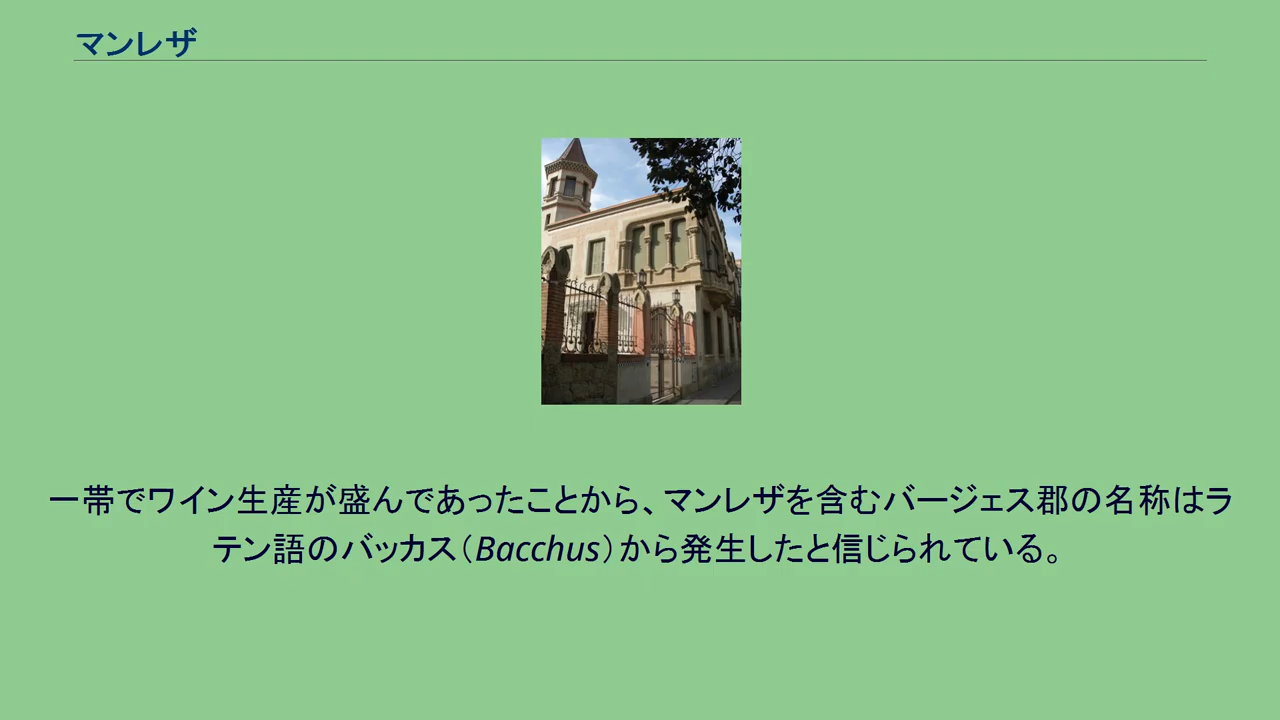 マンレザ
一帯でワイン生産が盛んであったことから、マンレザを含むバージェス郡の名称はラ
テン語のバッカス（Bacchus）から発生したと信じられている。